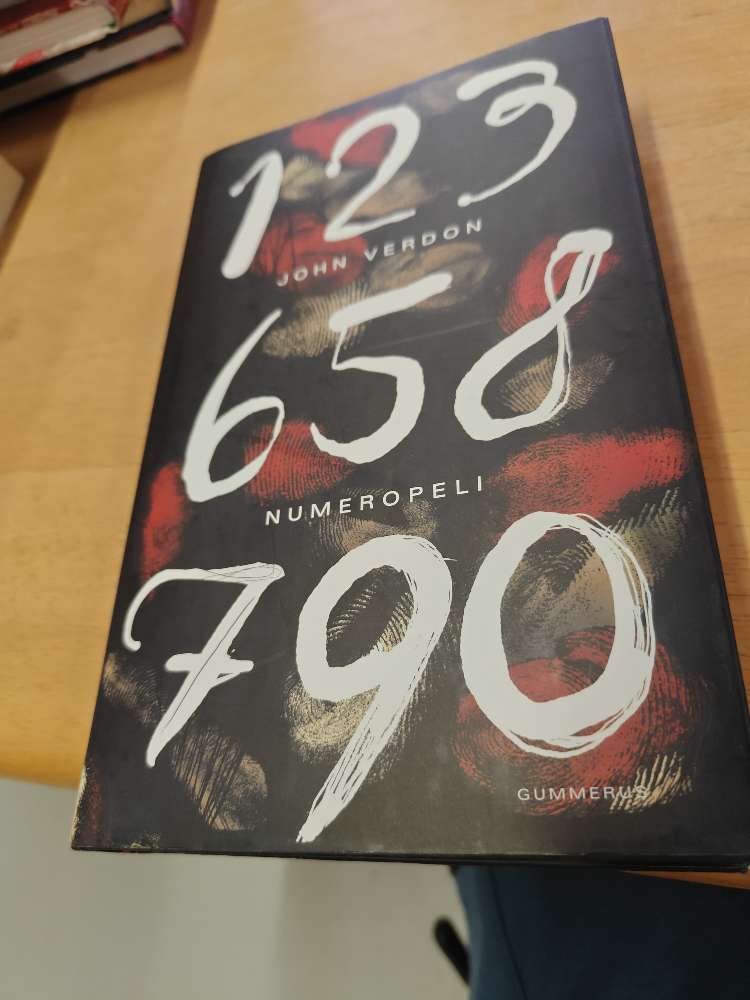 123
JOHN VERDON
658
NUMEROPELI
790
GUMMERUS